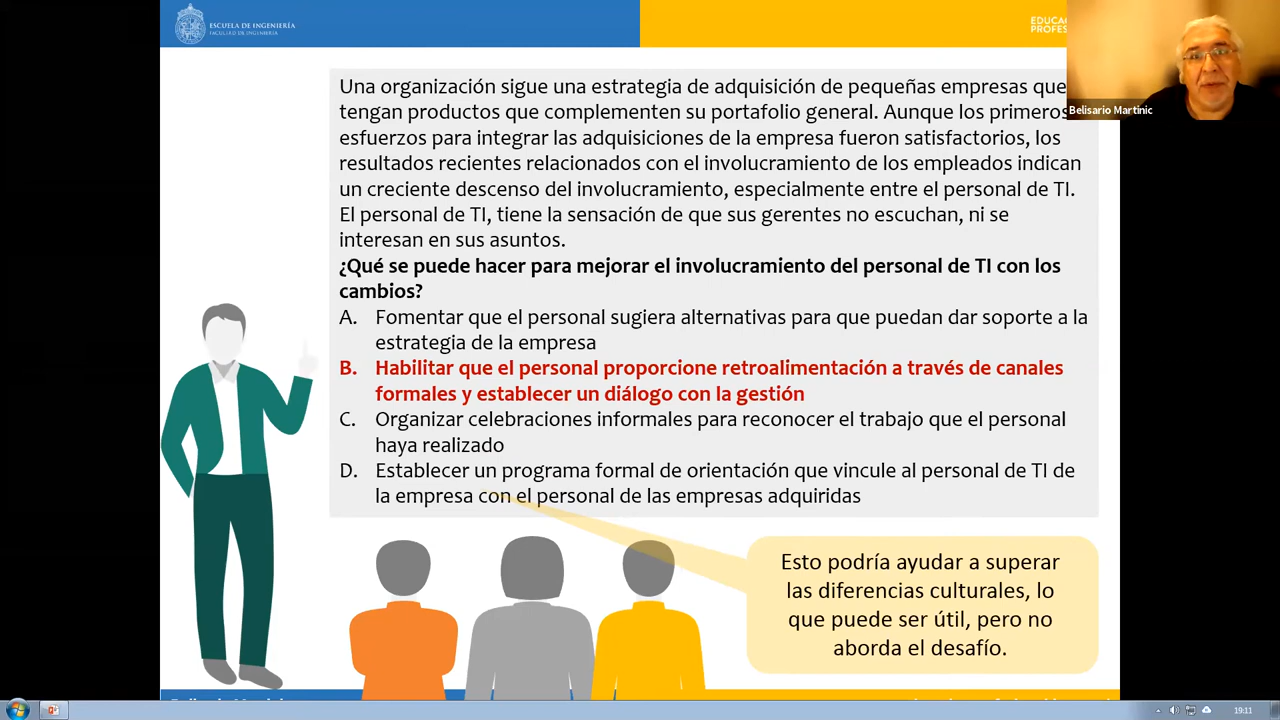 ESCUELA DE INGENIERÍA
FACULTAD DE INGENIERÍA
Belisario Martinic
Una organización sigue una estrategia de adquisición de pequeñas empresas que
tengan productos que complementen su portafolio general. Aunque los primeros
esfuerzos para integrar las adquisiciones de la empresa fueron satisfactorios, los
resultados recientes relacionados con el involucramiento de los empleados indican
un creciente descenso del involucramiento, especialmente entre el personal de TI.
El personal de TI, tiene la sensación de que sus gerentes no escuchan, ni se
interesan en sus asuntos.
¿Qué se puede hacer para mejorar el involucramiento del personal de TI con los
cambios?
A. Fomentar que el personal sugiera alternativas para que puedan dar soporte a la
estrategia de la empresa
B. Habilitar que el personal proporcione retroalimentación a través de canales
formales y establecer un diálogo con la gestión
C. Organizar celebraciones informales para reconocer el trabajo que el personal
haya realizado
D. Establecer un programa formal de orientación que vincule al personal de TI de
la empresa con el personal de las empresas adquiridas
Esto podría ayudar a superar
las diferencias culturales, lo
que puede ser útil, pero no
aborda el desafío.
19:11